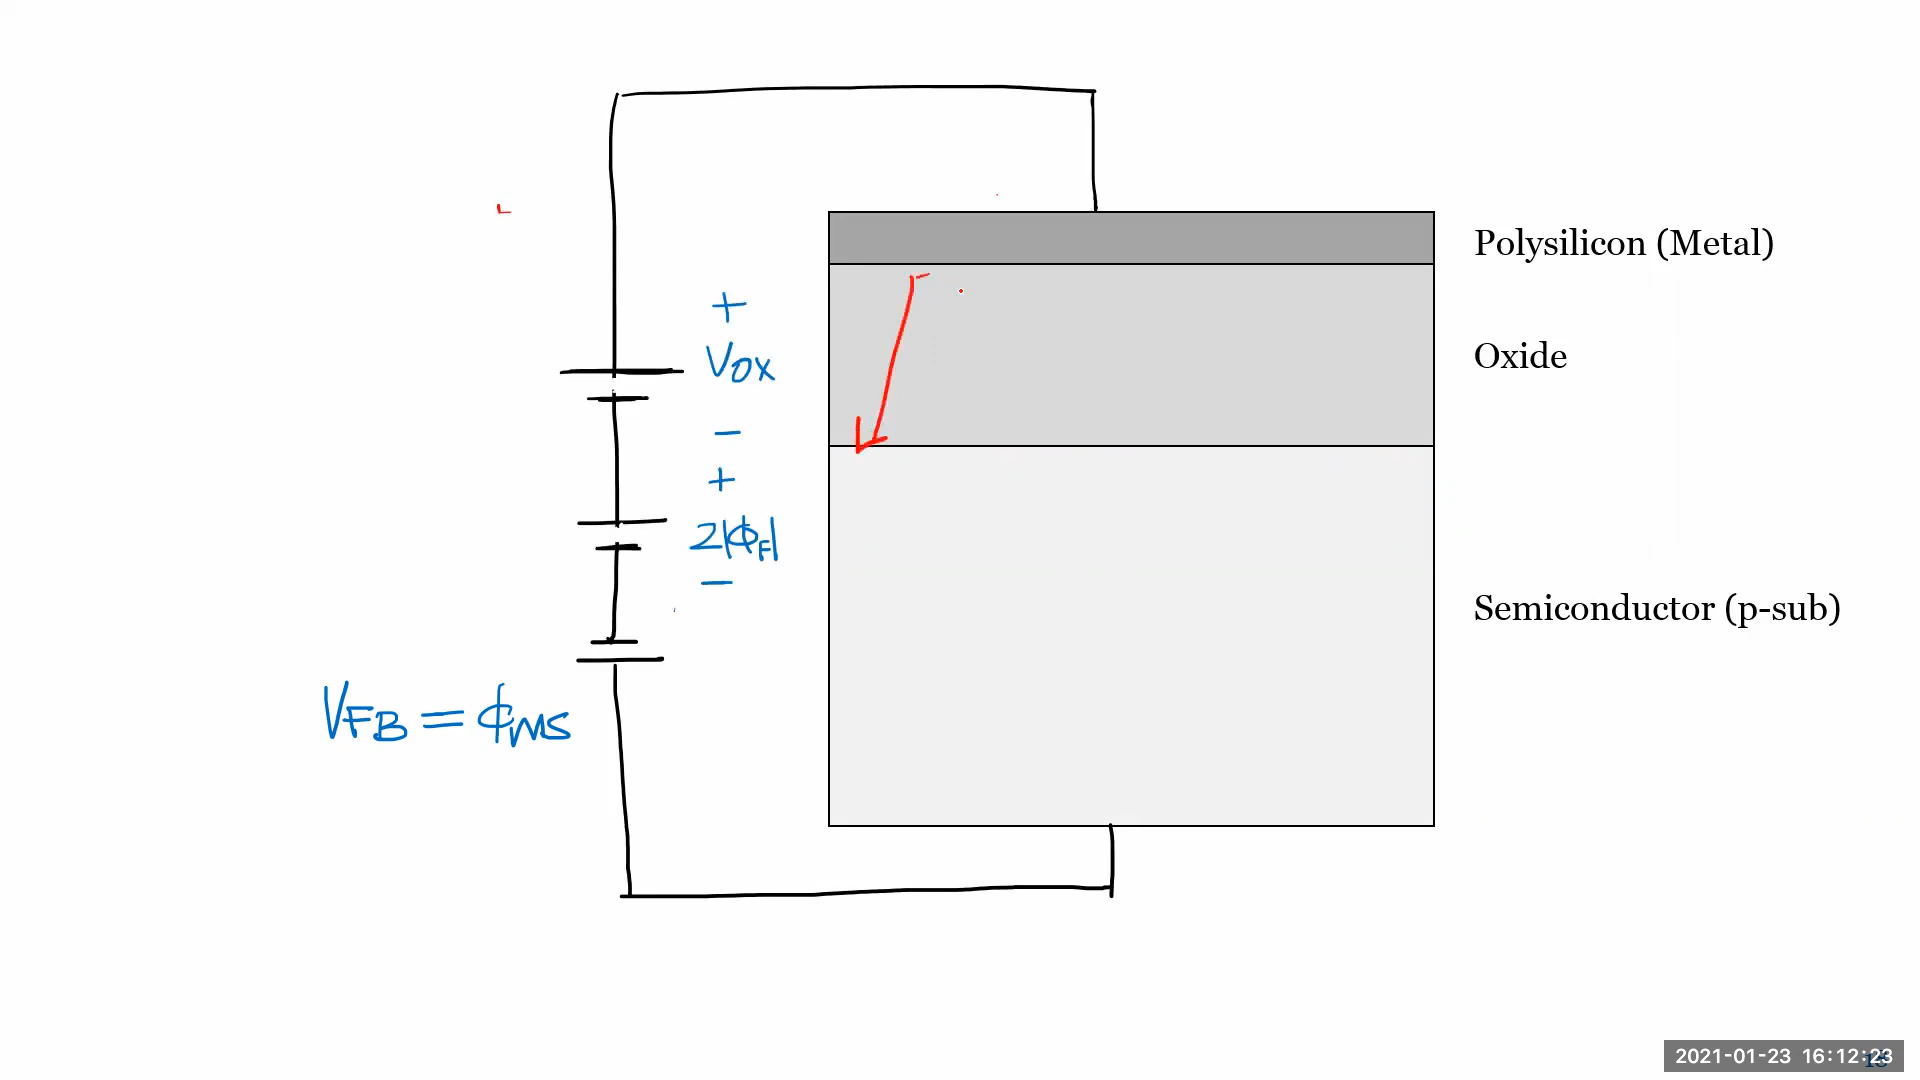 +
VOX
−
+
2|ϕF|
−
VFB = ϕms
Polysilicon (Metal)
Oxide
Semiconductor (p-sub)
2021-01-23 16:12:23